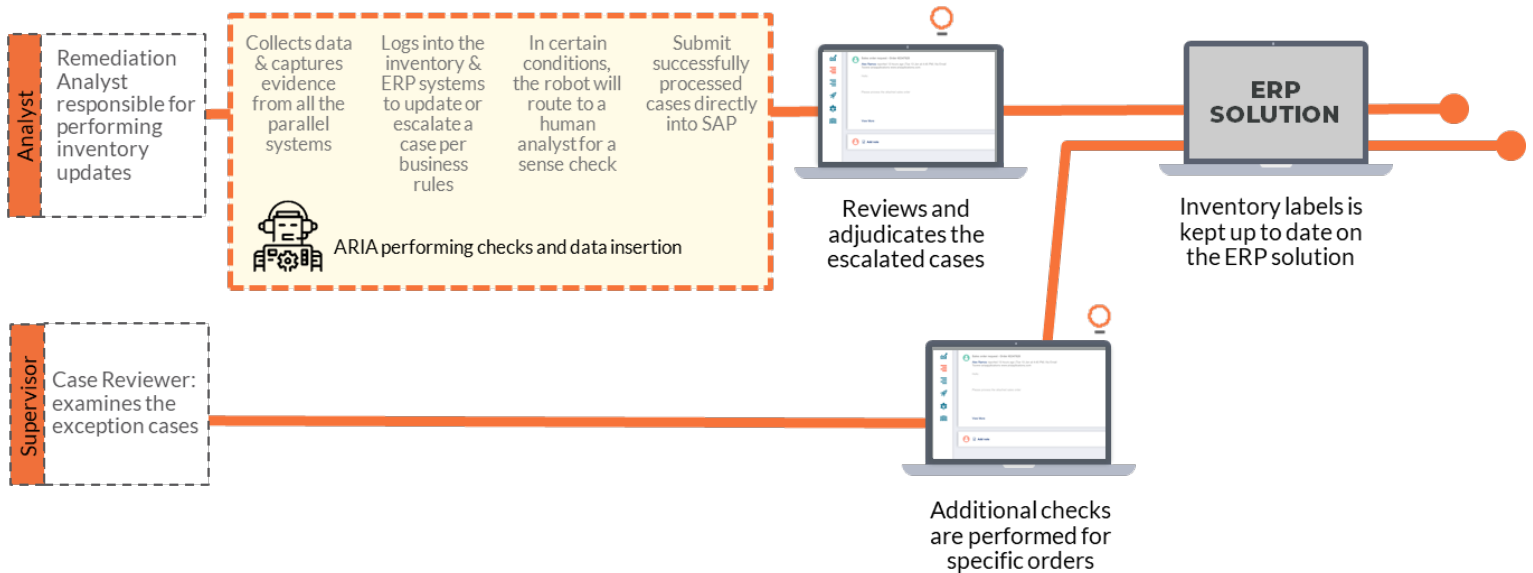 Analyst
Remediation
Analyst
responsible for
performing
inventory
updates
Collects data
& captures
evidence
from all the
parallel
systems
Logs into the
inventory &
ERP systems
to update or
escalate a
case per
business
rules
In certain
conditions,
the robot will
route to a
human
analyst for a
sense check
Submit
successfully
processed
cases directly
into SAP
ARIA performing checks and data insertion
Reviews and
adjudicates the
escalated cases
ERP
SOLUTION
Inventory labels is
kept up to date on
the ERP solution
Supervisor
Case Reviewer:
examines the
exception cases
Additional checks
are performed for
specific orders